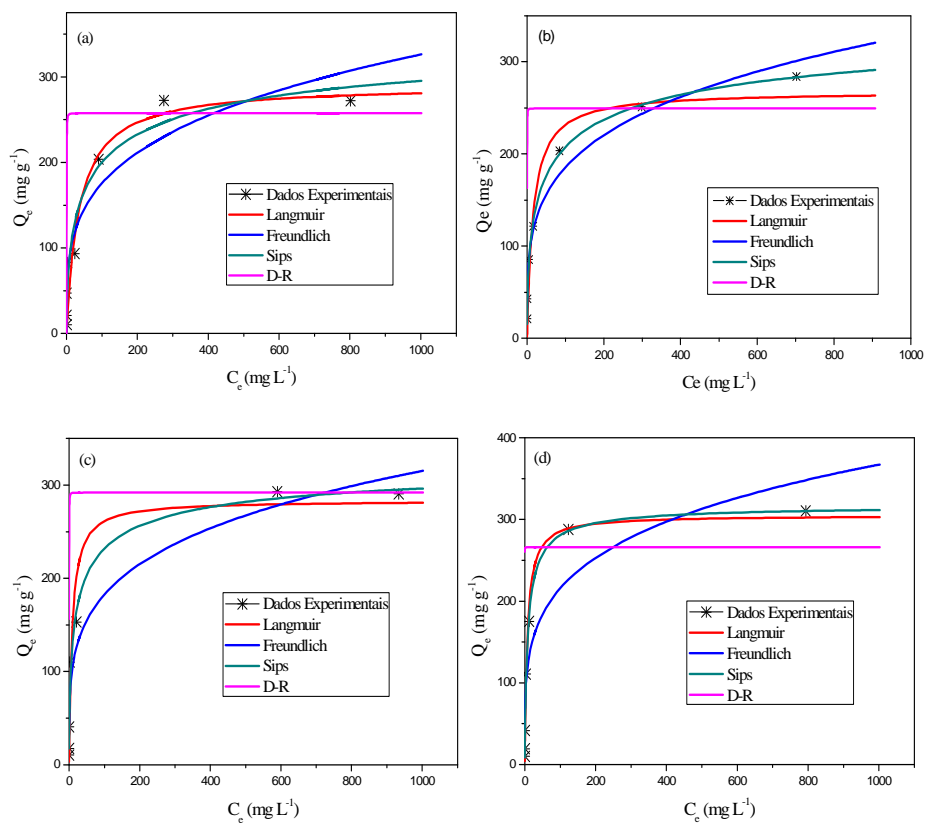 (a)
300
200
100
0
Q_e (mg g^-1)
Dados Experimentais
Langmuir
Freundlich
Sips
D-R
0 200 400 600 800 1000
C_e (mg L^-1)
(b)
300
200
100
0
Qe (mg g^-1)
Dados Experimentais
Langmuir
Freundlich
Sips
D-R
0 200 400 600 800 1000
Ce (mg L^-1)
(c)
300
200
100
0
Q_e (mg g^-1)
Dados Experimentais
Langmuir
Freundlich
Sips
D-R
0 200 400 600 800 1000
C_e (mg L^-1)
(d)
400
300
200
100
0
Q_e (mg g^-1)
Dados Experimentais
Langmuir
Freundlich
Sips
D-R
0 200 400 600 800 1000
C_e (mg L^-1)